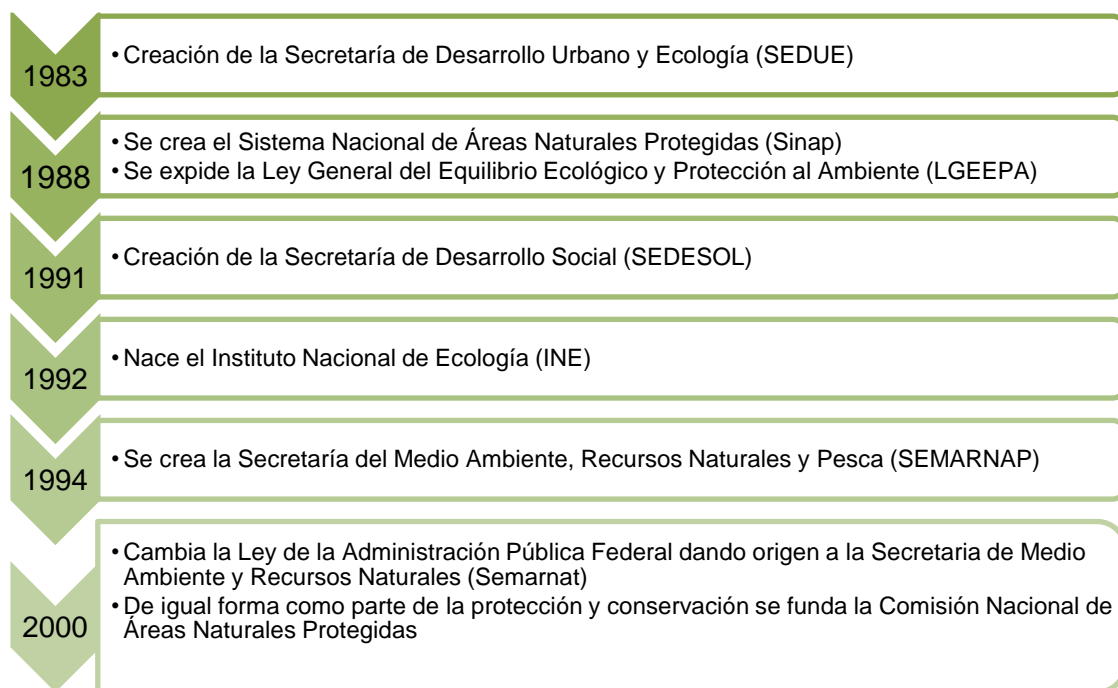 1983
• Creación de la Secretaría de Desarrollo Urbano y Ecología (SEDUE)
1988
• Se crea el Sistema Nacional de Áreas Naturales Protegidas (Sinap)
• Se expide la Ley General del Equilibrio Ecológico y Protección al Ambiente (LGEEPA)
1991
• Creación de la Secretaría de Desarrollo Social (SEDESOL)
1992
• Nace el Instituto Nacional de Ecología (INE)
1994
• Se crea la Secretaría del Medio Ambiente, Recursos Naturales y Pesca (SEMARNAP)
2000
• Cambia la Ley de la Administración Pública Federal dando origen a la Secretaria de Medio
Ambiente y Recursos Naturales (Semarnat)
• De igual forma como parte de la protección y conservación se funda la Comisión Nacional de
Áreas Naturales Protegidas